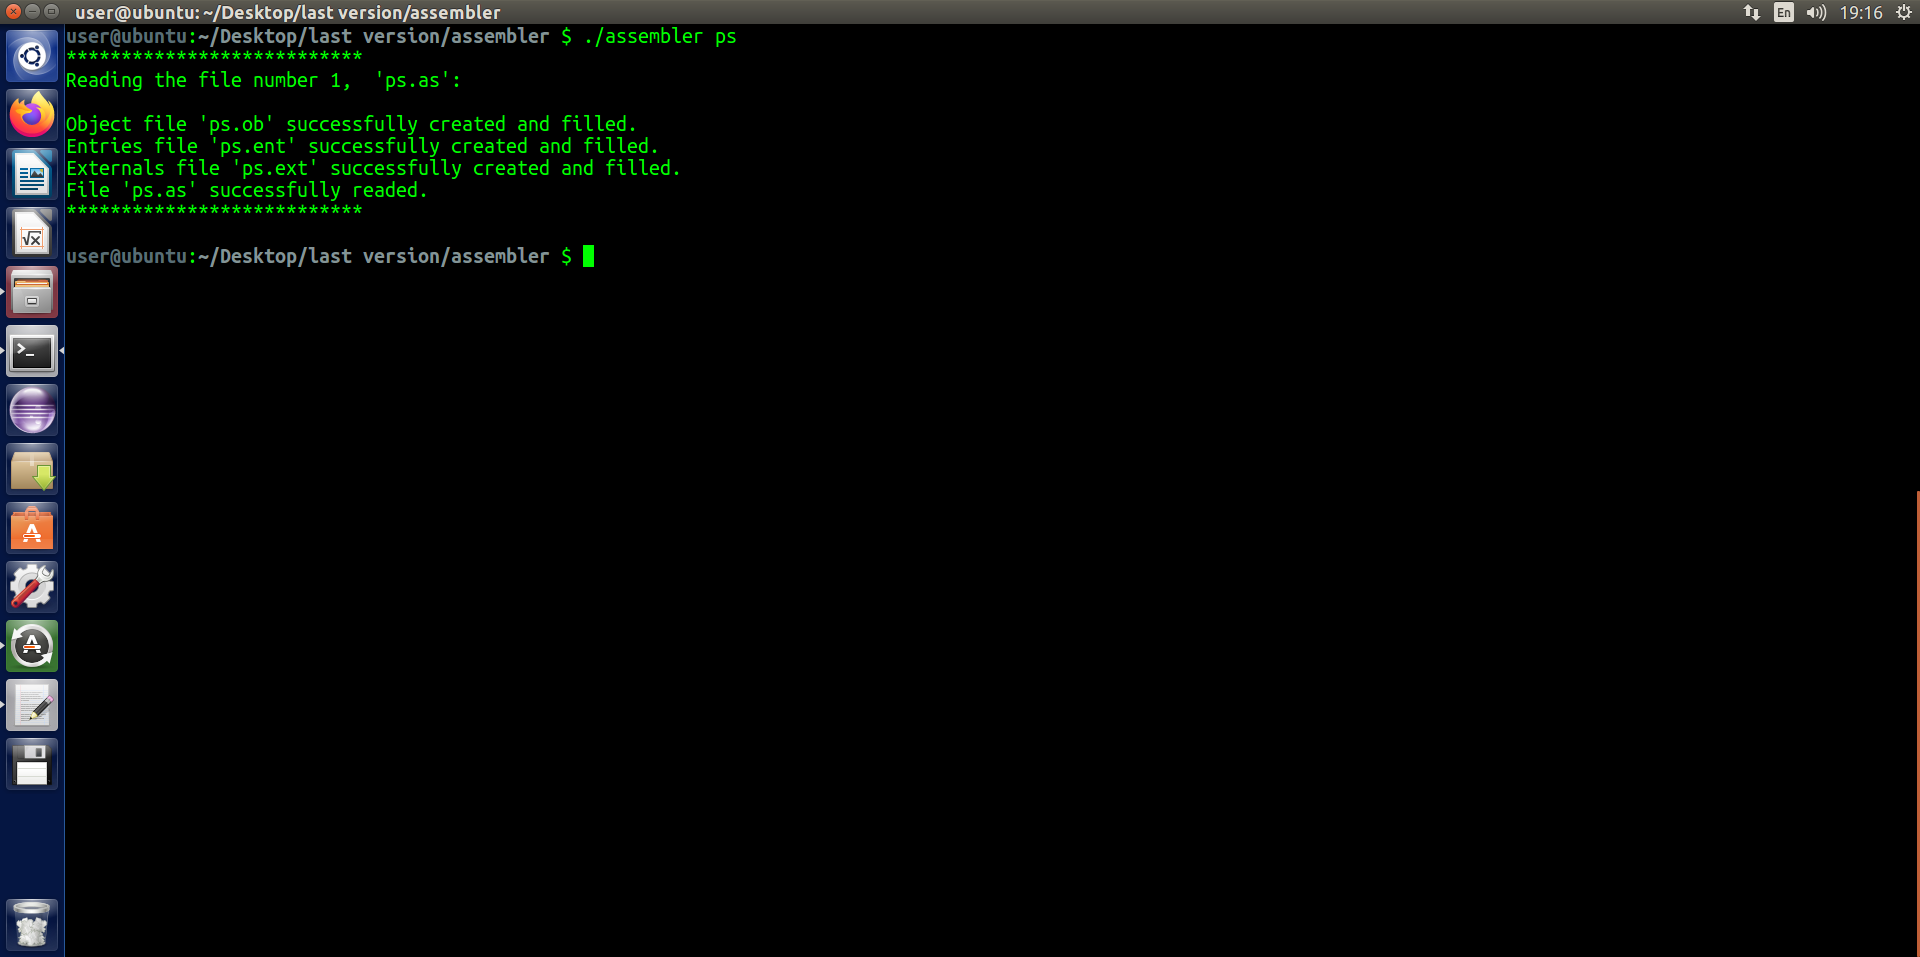 user@ubuntu: ~/Desktop/last version/assembler
En
19:16
user@ubuntu:~/Desktop/last version/assembler $ ./assembler ps
***************************
Reading the file number 1,  'ps.as':
Object file 'ps.ob' successfully created and filled.
Entries file 'ps.ent' successfully created and filled.
Externals file 'ps.ext' successfully created and filled.
File 'ps.as' successfully readed.
***************************
user@ubuntu:~/Desktop/last version/assembler $